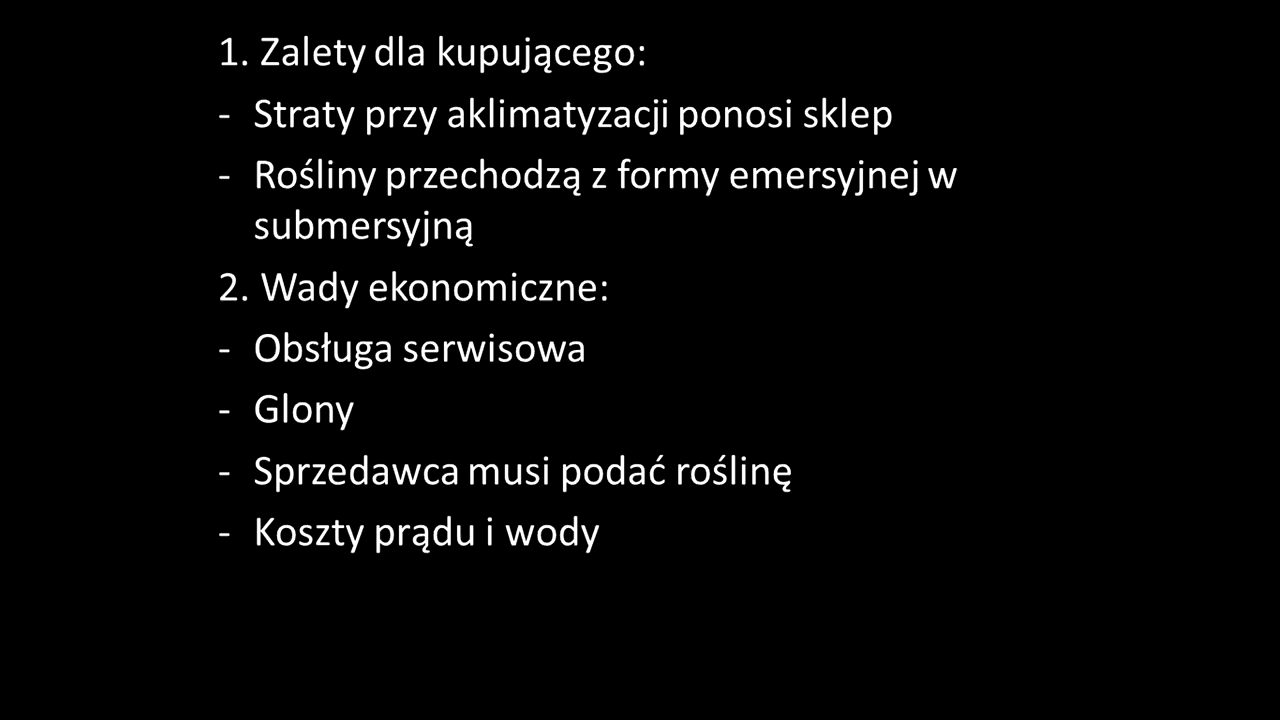 1. Zalety dla kupującego:
- Straty przy aklimatyzacji ponosi sklep
- Rośliny przechodzą z formy emersyjnej w
submersyjną
2. Wady ekonomiczne:
- Obsługa serwisowa
- Glony
- Sprzedawca musi podać roślinę
- Koszty prądu i wody